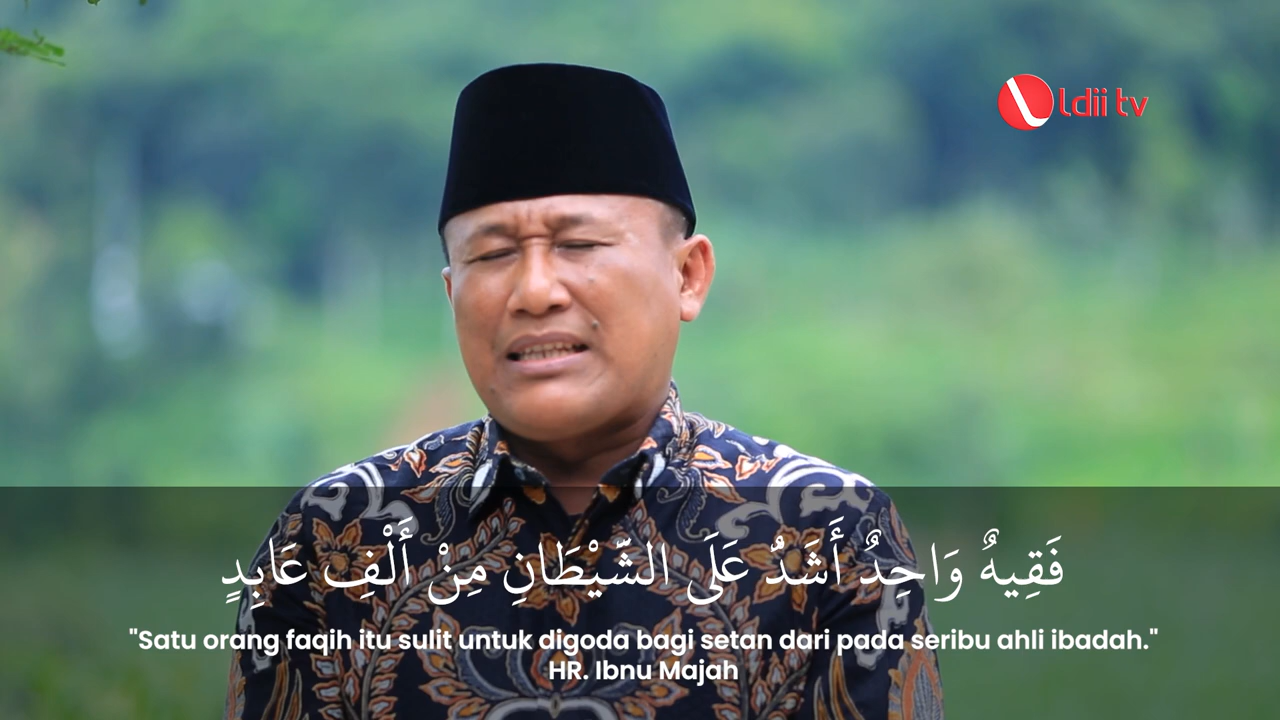 ldii tv
فَقِيهٌ وَاحِدٌ أَشَدُّ عَلَى الشَّيْطَانِ مِنْ أَلْفِ عَابِدٍ
"Satu orang faqih itu sulit untuk digoda bagi setan dari pada seribu ahli ibadah."
HR. Ibnu Majah